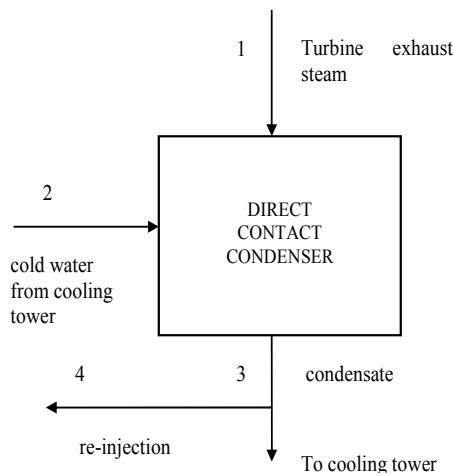 1
Turbine exhaust
steam
2
DIRECT
CONTACT
CONDENSER
cold water
from cooling
tower
4
3
condensate
re-injection
To cooling tower